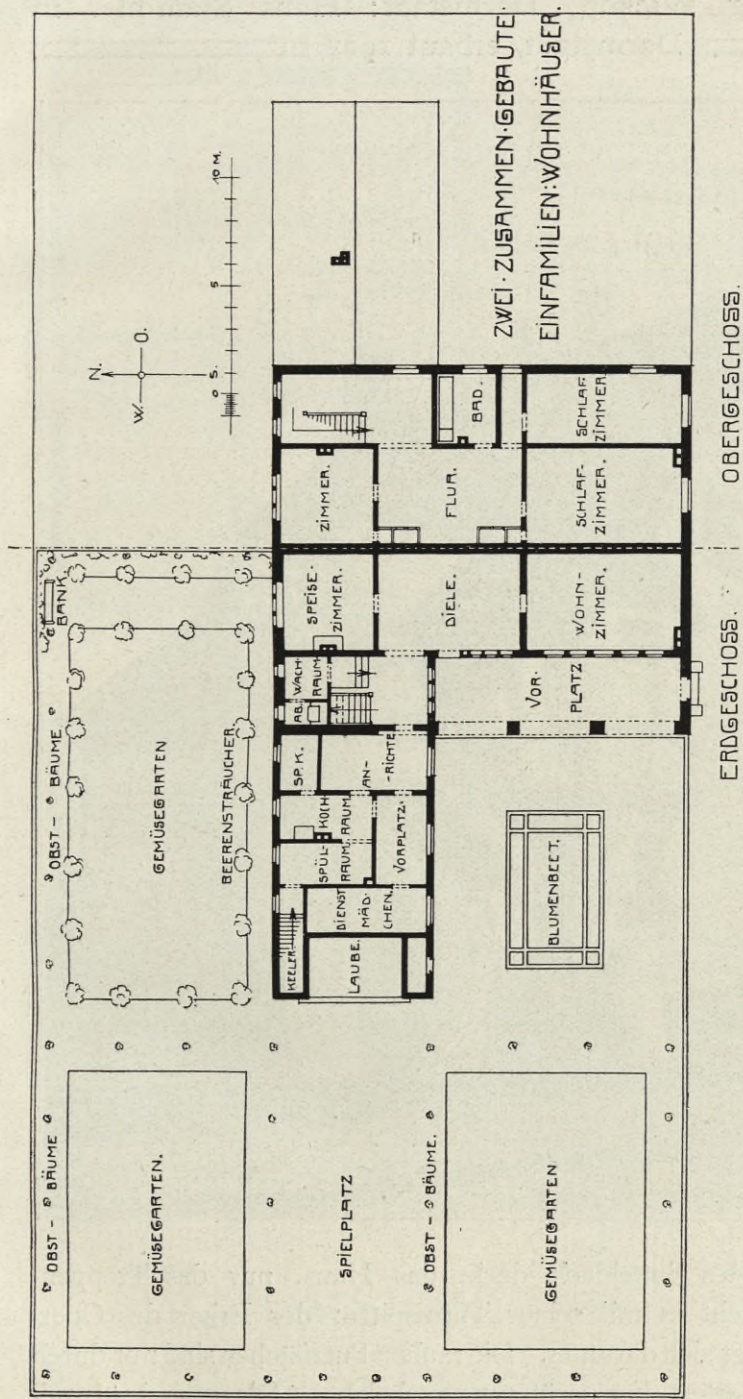 ZWEI · ZUSAMMEN · GEBAUTE ·
EINFAMILIEN : WOHNHÄUSER.
N.
W.
O.
0
5.
5
10 M.
OBST - BÄUME
BANK.
GEMÜSEGARTEN
BEERENSTRÄUCHER
SPEISE-
ZIMMER.
DIELE.
WOHN-
ZIMMER.
ZIMMER.
FLUR.
BAD.
SCHLAF-
ZIMMER.
SCHLAF-
ZIMMER
AB.
WACH-
RAUM
VOR-
PLATZ
SP.K.
AN-
-RICHTE
KOCH
RAUM
SPÜL-
RAUM
VORPLATZ.
DIENST
MÄD-
CHEN.
KELLER.
LAUBE.
BLUMENBEET.
OBST - BÄUME
GEMÜSEGARTEN.
SPIELPLATZ
OBST - BÄUME.
GEMÜSEGARTEN
ERDGESCHOSS.
OBERGESCHOSS.